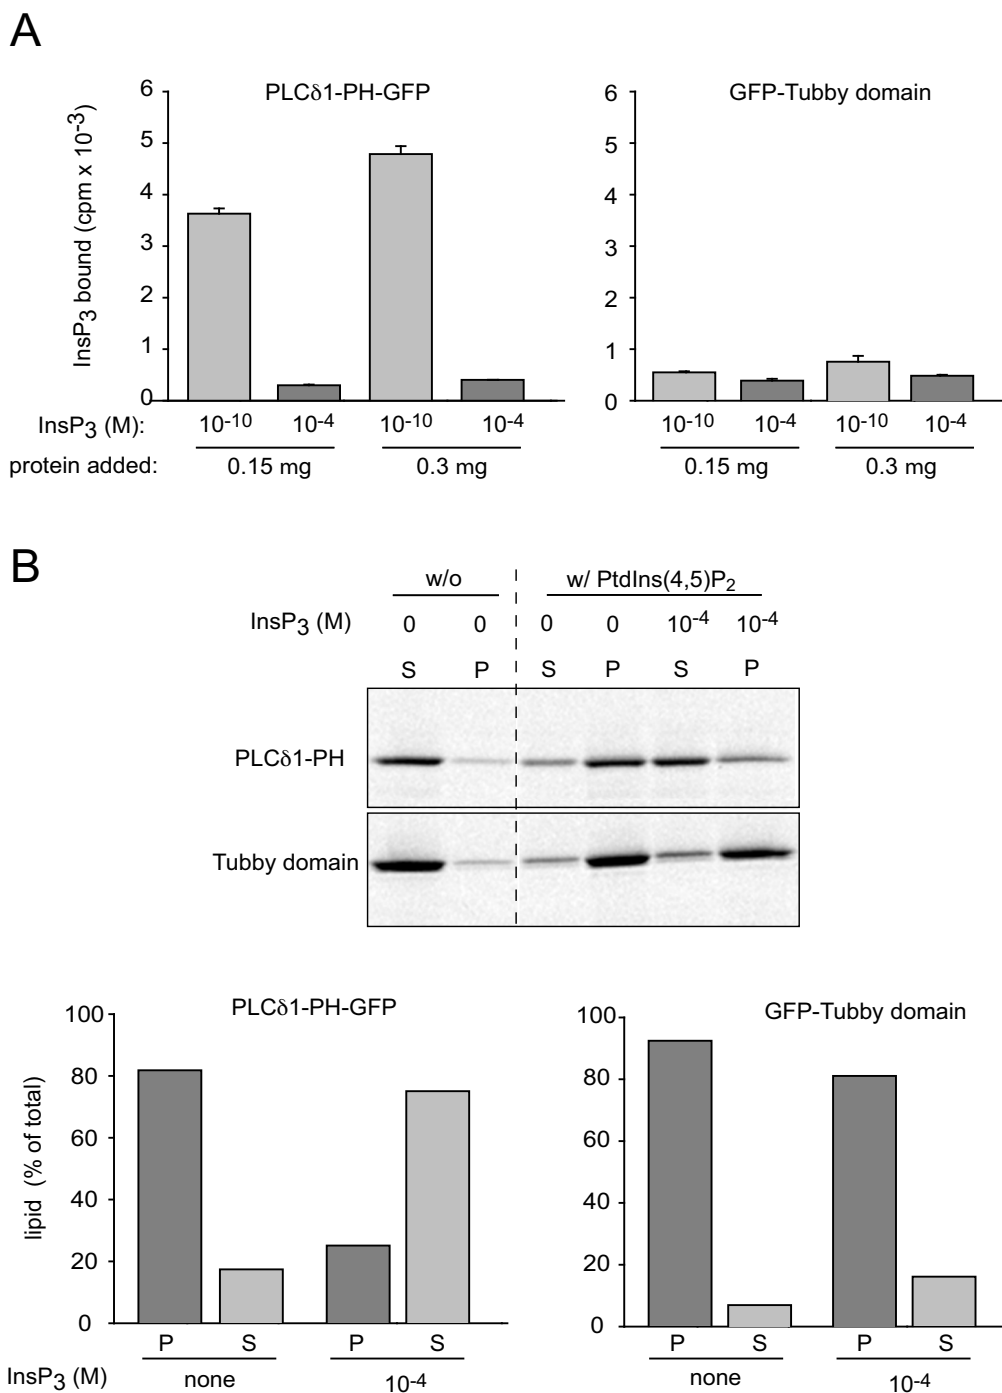 A
PLCδ1-PH-GFP GFP-Tubby domain
InsP3 bound (cpm x 10-3)
6 6
5 5
4 4
3 3
2 2
1 1
0 0
InsP3 (M): 10-10 10-4 10-10 10-4 10-10 10-4 10-10 10-4
protein added: 0.15 mg 0.3 mg 0.15 mg 0.3 mg
B
w/o w/ PtdIns(4,5)P2
InsP3 (M) 0 0 0 0 10-4 10-4
S P S P S P
PLCδ1-PH
Tubby domain
PLCδ1-PH-GFP GFP-Tubby domain
lipid (% of total)
100 100
80 80
60 60
40 40
20 20
0 0
P S P S P S P S
InsP3 (M) none 10-4 none 10-4